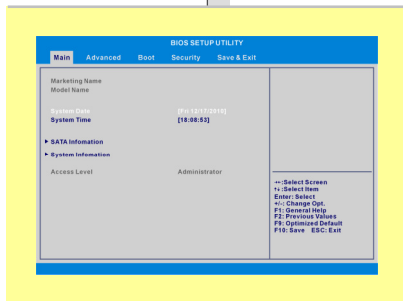 BIOS SETUP UTILITY
Main Advanced Boot Security Save & Exit
Marketing Name
Model Name
System Date [Fri 12/17/2010]
System Time [18:08:53]
SATA Infomation
System Infomation
Access Level Administrator
→←:Select Screen
↑↓:Select Item
Enter: Select
+/-: Change Opt.
F1: General Help
F2: Previous Values
F9: Optimized Default
F10: Save ESC: Exit